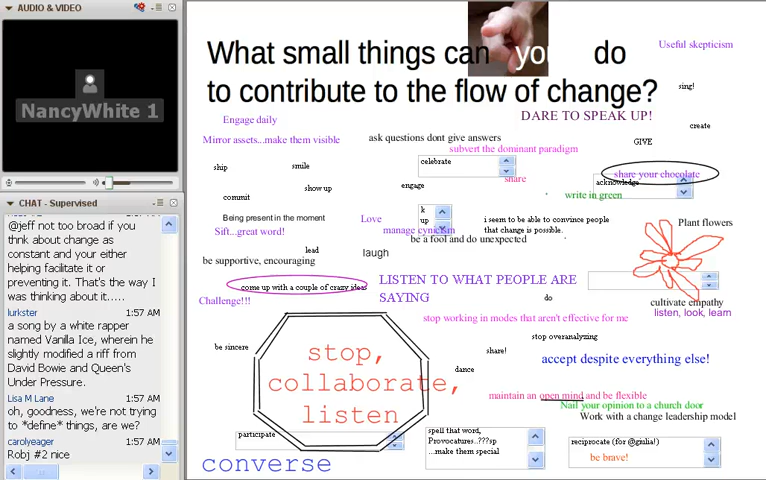 AUDIO & VIDEO
NancyWhite 1
CHAT - Supervised
@jeff not too broad if you
thnk about change as
constant and your either
helping facilitate it or
preventing it. That's the way I
was thinking about it.....
lurkster 1:57 AM
a song by a white rapper
named Vanilla Ice, wherein he
slightly modified a riff from
David Bowie and Queen's
Under Pressure.
Lisa M Lane 1:57 AM
oh, goodness, we're not trying
to *define* things, are we?
carolyeager 1:57 AM
Robj #2 nice
What small things can you do
to contribute to the flow of change?
Useful skepticism
sing!
DARE TO SPEAK UP!
Engage daily
create
Mirror assets...make them visible
ask questions dont give answers
GIVE
subvert the dominant paradigm
celebrate
ship
smile
share your chocolate
share
acknowledge
show up
engage
commit
write in green
k
up
Being present in the moment
Love
i seem to be able to convince people
that change is possible.
Plant flowers
Sift...great word!
manage cynicism
be a fool and do unexpected
lead
laugh
be supportive, encouraging
come up with a couple of crazy ideas
LISTEN TO WHAT PEOPLE ARE
SAYING
Challenge!!!
do
cultivate empathy
listen, look, learn
stop working in modes that aren't effective for me
stop overanalyzing
be sincere
share!
stop,
collaborate,
listen
accept despite everything else!
dance
maintain an open mind and be flexible
Nail your opinion to a church door
Work with a change leadership model
participate
spell that word,
Provocatures..???sp
...make them special
reciprocate (for @giulia!)
be brave!
converse